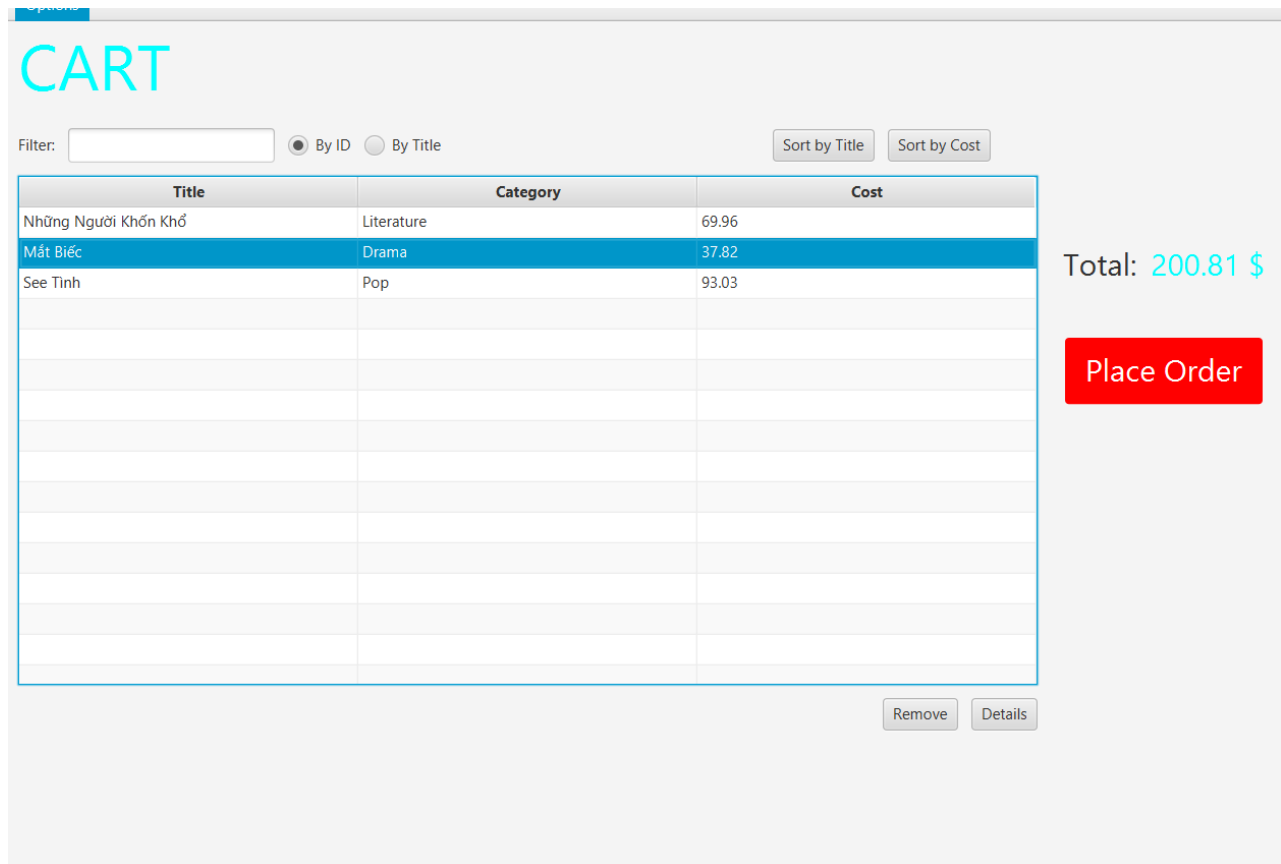 Options
CART
Filter: By ID By Title Sort by Title Sort by Cost
Title Category Cost
Những Người Khốn Khổ Literature 69.96
Mắt Biếc Drama 37.82
See Tình Pop 93.03
Total: 200.81 $
Place Order
Remove Details